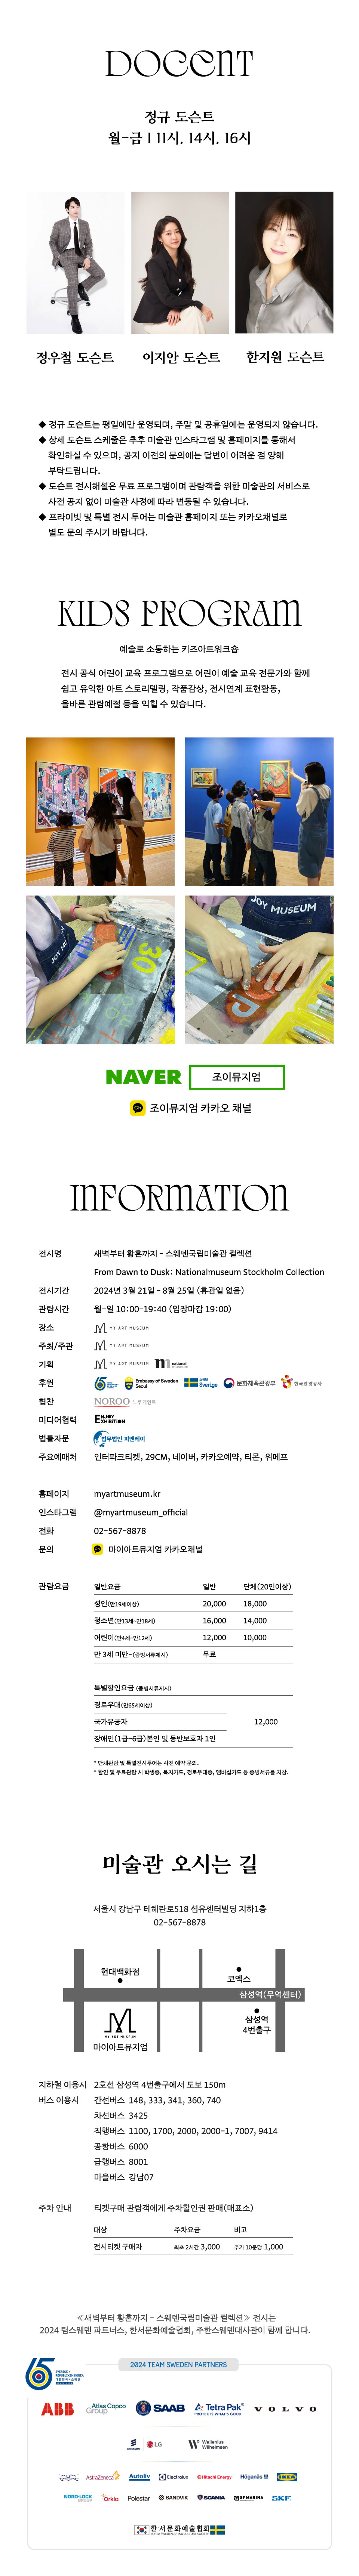 DOCENT
정규 도슨트
월-금 | 11시, 14시, 16시
정우철 도슨트
이지안 도슨트
한지원 도슨트
◆ 정규 도슨트는 평일에만 운영되며, 주말 및 공휴일에는 운영되지 않습니다.
◆ 상세 도슨트 스케줄은 추후 미술관 인스타그램 및 홈페이지를 통해서
확인하실 수 있으며, 공지 이전의 문의에는 답변이 어려운 점 양해
부탁드립니다.
◆ 도슨트 전시해설은 무료 프로그램이며 관람객을 위한 미술관의 서비스로
사전 공지 없이 미술관 사정에 따라 변동될 수 있습니다.
◆ 프라이빗 및 특별 전시 투어는 미술관 홈페이지 또는 카카오채널로
별도 문의 주시기 바랍니다.
KIDS PROGRAM
예술로 소통하는 키즈아트워크숍
전시 공식 어린이 교육 프로그램으로 어린이 예술 교육 전문가와 함께
쉽고 유익한 아트 스토리텔링, 작품감상, 전시연계 표현활동,
올바른 관람예절 등을 익힐 수 있습니다.
JOY MU
JOY MUSEUM
NAVER 조이뮤지엄
조이뮤지엄 카카오 채널
INFORMATION
전시명 새벽부터 황혼까지 - 스웨덴국립미술관 컬렉션
From Dawn to Dusk: Nationalmuseum Stockholm Collection
전시기간 2024년 3월 21일 - 8월 25일 (휴관일 없음)
관람시간 월-일 10:00-19:40 (입장마감 19:00)
장소 MY ART MUSEUM
주최/주관 MY ART MUSEUM
기획 MY ART MUSEUM national
후원 65 Embassy of Sweden Seoul Sverige 문화체육관광부 한국관광공사
협찬 NOROO 노루페인트
미디어협력 ENJOY EXHIBITION
법률자문 법무법인 피앤케이
주요예매처 인터파크티켓, 29CM, 네이버, 카카오예약, 티몬, 위메프
홈페이지 myartmuseum.kr
인스타그램 @myartmuseum_official
전화 02-567-8878
문의 마이아트뮤지엄 카카오채널
관람요금 일반요금 일반 단체(20인이상)
성인(만19세이상) 20,000 18,000
청소년(만13세~만18세) 16,000 14,000
어린이(만4세~만12세) 12,000 10,000
만 3세 미만-(증빙서류제시) 무료
특별할인요금 (증빙서류제시)
경로우대(만65세이상)
국가유공자 12,000
장애인(1급~6급)본인 및 동반보호자 1인
* 단체관람 및 특별전시투어는 사전 예약 문의.
* 할인 및 무료관람 시 학생증, 복지카드, 경로우대증, 멤버십카드 등 증빙서류를 지참.
미술관 오시는 길
서울시 강남구 테헤란로518 섬유센터빌딩 지하1층
02-567-8878
현대백화점
코엑스
삼성역(무역센터)
MY ART MUSEUM
마이아트뮤지엄
삼성역
4번출구
지하철 이용시 2호선 삼성역 4번출구에서 도보 150m
버스 이용시 간선버스 148, 333, 341, 360, 740
차선버스 3425
직행버스 1100, 1700, 2000, 2000-1, 7007, 9414
공항버스 6000
급행버스 8001
마을버스 강남07
주차 안내 티켓구매 관람객에게 주차할인권 판매(매표소)
대상 주차요금 비고
전시티켓 구매자 최초 2시간 3,000 추가 10분당 1,000
≪새벽부터 황혼까지 - 스웨덴국립미술관 컬렉션≫ 전시는
2024 팀스웨덴 파트너스, 한서문화예술협회, 주한스웨덴대사관이 함께 합니다.
65
2024 TEAM SWEDEN PARTNERS
ABB Atlas Copco Group SAAB Tetra Pak PROTECTS WHAT'S GOOD VOLVO
LG Wallenius Wilhelmsen
AstraZeneca Autoliv Electrolux Hitachi Energy Höganäs IKEA
NORD-LOCK Orkla Polestar SANDVIK SCANIA SF MARINA SKF
한서문화예술협회